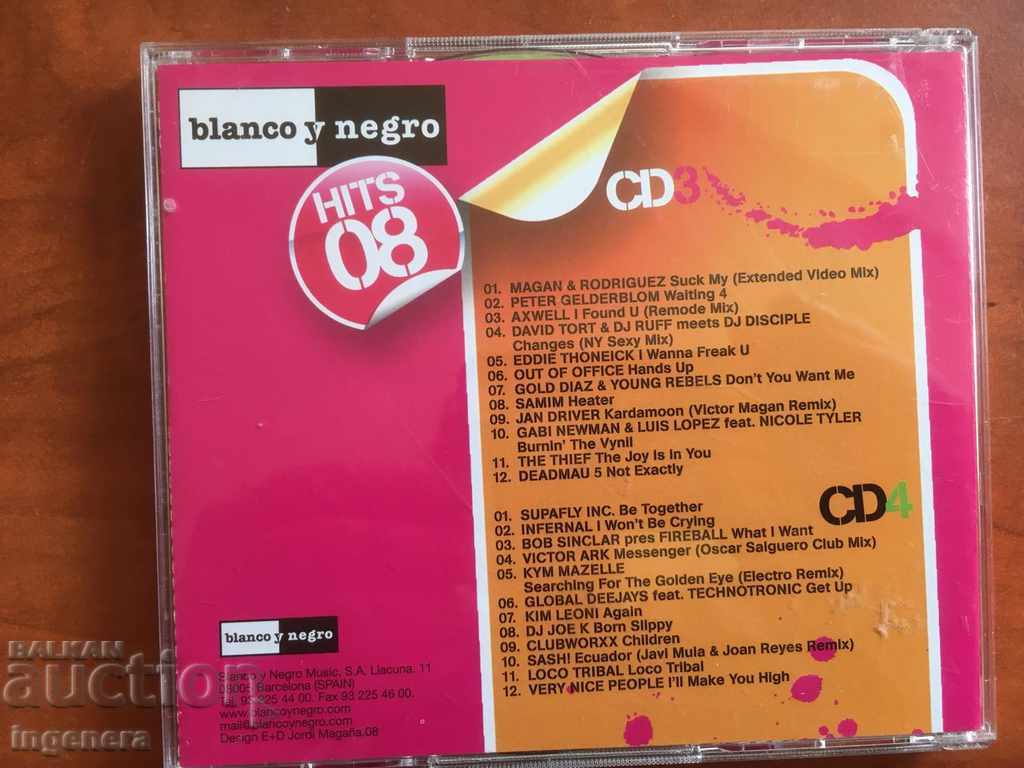 blanco y negro
HITS
08
CD3
01. MAGAN & RODRIGUEZ Suck My (Extended Video Mix)
02. PETER GELDERBLOM Waiting 4
03. AXWELL I Found U (Remode Mix)
04. DAVID TORT & DJ RUFF meets DJ DISCIPLE
Changes (NY Sexy Mix)
05. EDDIE THONEICK I Wanna Freak U
06. OUT OF OFFICE Hands Up
07. GOLD DIAZ & YOUNG REBELS Don't You Want Me
08. SAMIM Heater
09. JAN DRIVER Kardamoon (Victor Magan Remix)
10. GABI NEWMAN & LUIS LOPEZ feat. NICOLE TYLER
Burnin' The Vynil
11. THE THIEF The Joy Is in You
12. DEADMAU 5 Not Exactly
CD4
01. SUPAFLY INC. Be Together
02. INFERNAL I Won't Be Crying
03. BOB SINCLAR pres FIREBALL What I Want
04. VICTOR ARK Messenger (Oscar Salguero Club Mix)
05. KYM MAZELLE
Searching For The Golden Eye (Electro Remix)
06. GLOBAL DEEJAYS feat. TECHNOTRONIC Get Up
07. KIM LEONI Again
08. DJ JOE K Born Slippy
09. CLUBWORXX Children
10. SASH! Ecuador (Javi Mula & Joan Reyes Remix)
11. LOCO TRIBAL Loco Tribal
12. VERY NICE PEOPLE I'll Make You High
blanco y negro
Blanco y Negro Music, S.A. Llacuna, 11
08005 Barcelona (SPAIN)
Tel. 93 225 44 00. Fax 93 225 46 00.
www.blancoynegro.com
mail@blancoynegro.com
Design E+D Jordi Magaña.08
BALKAN
auction
ingenera